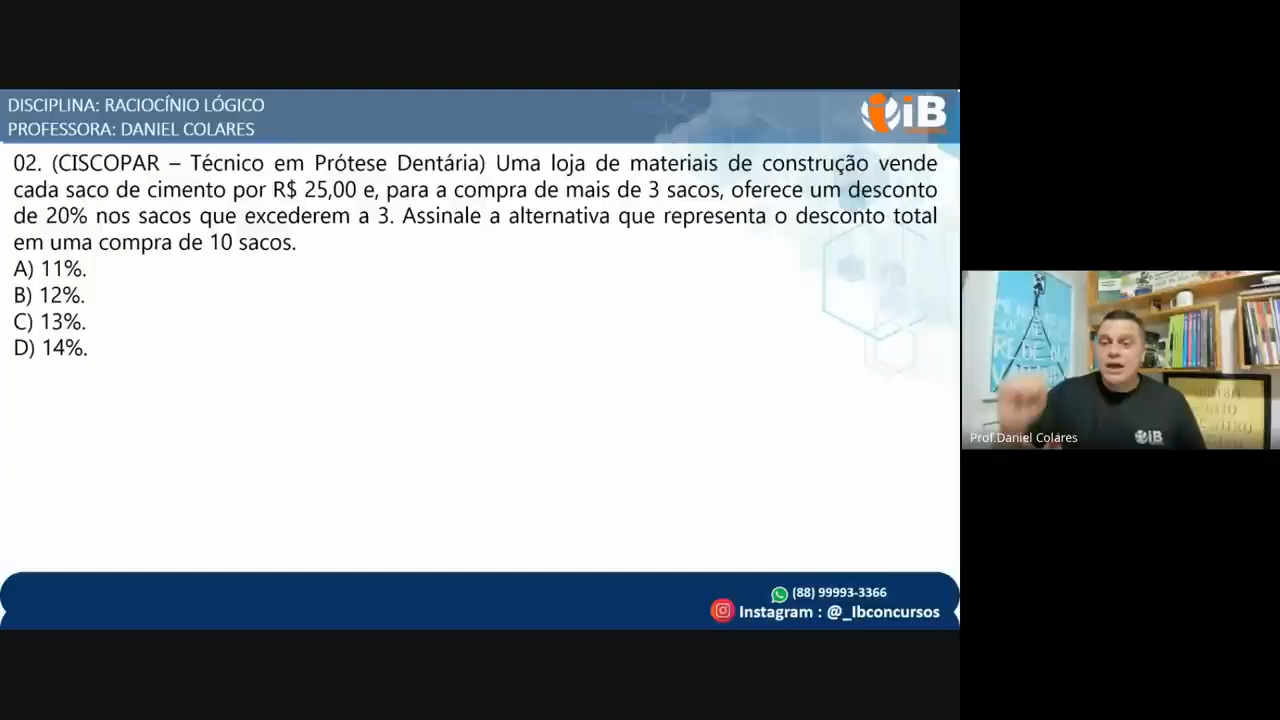 DISCIPLINA: RACIOCÍNIO LÓGICO
PROFESSORA: DANIEL COLARES
iB
02. (CISCOPAR – Técnico em Prótese Dentária) Uma loja de materiais de construção vende
cada saco de cimento por R$ 25,00 e, para a compra de mais de 3 sacos, oferece um desconto
de 20% nos sacos que excederem a 3. Assinale a alternativa que representa o desconto total
em uma compra de 10 sacos.
A) 11%.
B) 12%.
C) 13%.
D) 14%.
Prof.Daniel Colares
iB
(88) 99993-3366
Instagram : @_Ibconcursos